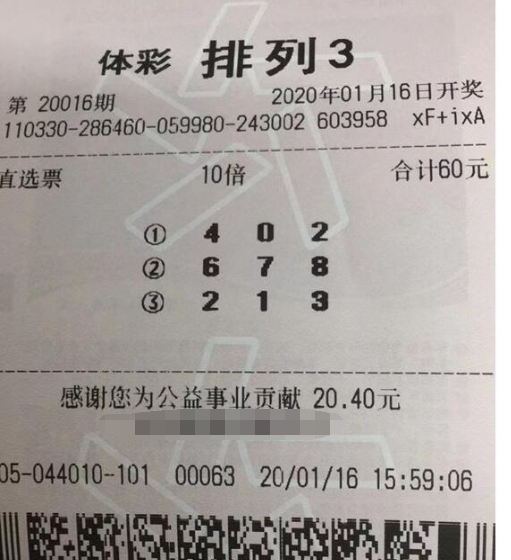 体彩 排列3
第 20016期 2020年01月16日开奖
110330-286460-059980-243002 603958 xF+ixA
直选票 10倍 合计60元
① 4 0 2
② 6 7 8
③ 2 1 3
感谢您为公益事业贡献 20.40元
05-044010-101 00063 20/01/16 15:59:06